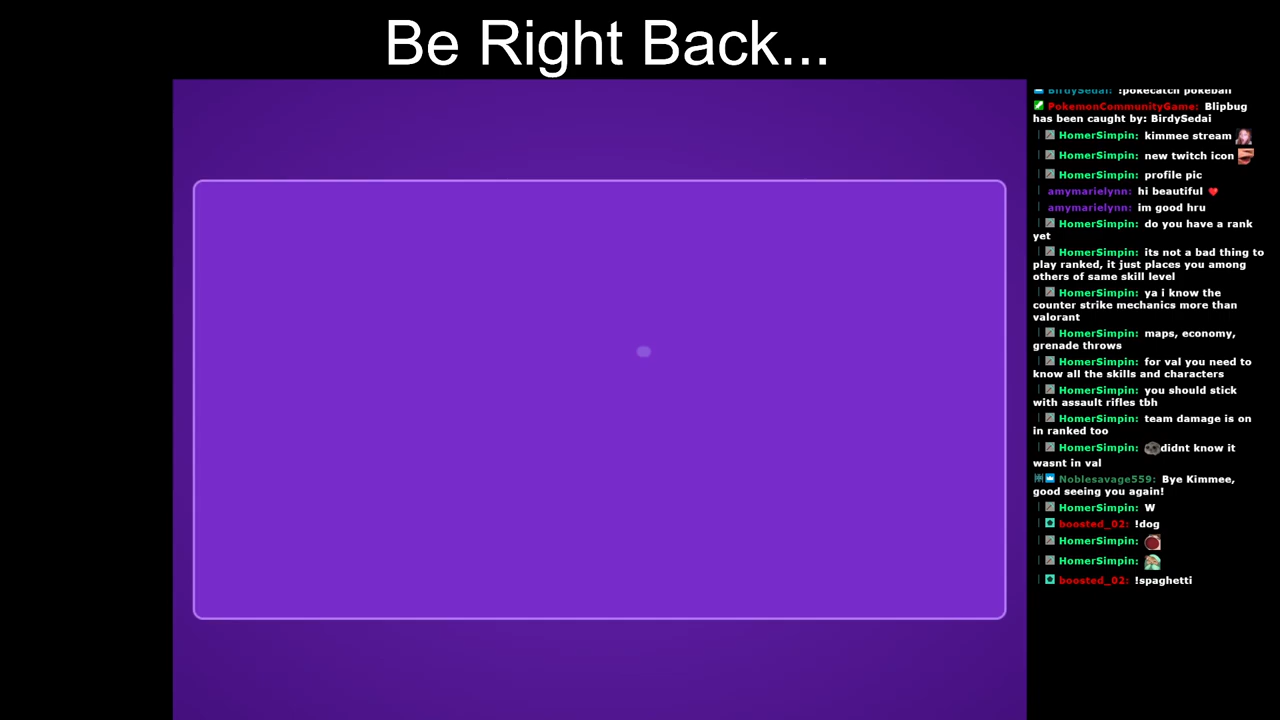 Be Right Back...
BirdySedai: !pokecatch pokeball
PokemonCommunityGame: Blipbug
has been caught by: BirdySedai
HomerSimpin: kimmee stream
HomerSimpin: new twitch icon
HomerSimpin: profile pic
amymarielynn: hi beautiful
amymarielynn: im good hru
HomerSimpin: do you have a rank
yet
HomerSimpin: its not a bad thing to
play ranked, it just places you among
others of same skill level
HomerSimpin: ya i know the
counter strike mechanics more than
valorant
HomerSimpin: maps, economy,
grenade throws
HomerSimpin: for val you need to
know all the skills and characters
HomerSimpin: you should stick
with assault rifles tbh
HomerSimpin: team damage is on
in ranked too
HomerSimpin: didnt know it
wasnt in val
Noblesavage559: Bye Kimmee,
good seeing you again!
HomerSimpin: W
boosted_02: !dog
HomerSimpin:
HomerSimpin:
boosted_02: !spaghetti